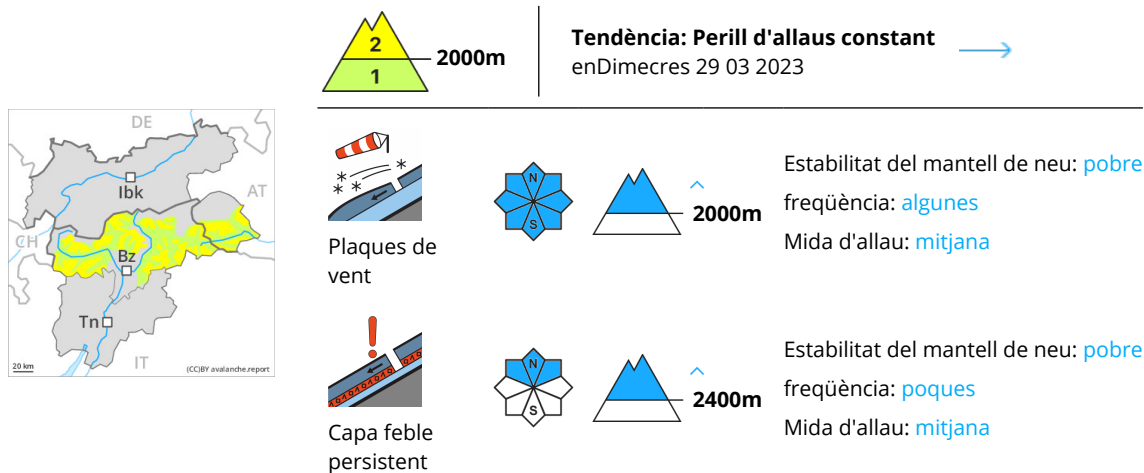 2
1
2000m
Tendència: Perill d'allaus constant
enDimecres 29 03 2023
DE
Ibk
AT
CH
Bz
Tn
IT
20 km
(CC)BY avalanche.report
Plaques de
vent
N
S
2000m
Estabilitat del mantell de neu: pobre
freqüència: algunes
Mida d'allau: mitjana
Capa feble
persistent
N
S
2400m
Estabilitat del mantell de neu: pobre
freqüència: poques
Mida d'allau: mitjana